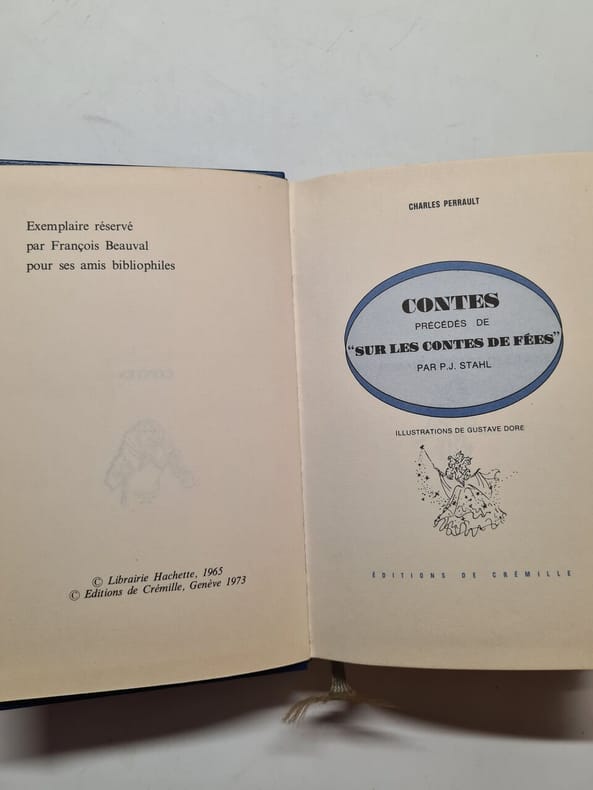 Exemplaire réservé
par François Beauval
pour ses amis bibliophiles
© Librairie Hachette, 1965
© Editions de Crémille, Genève 1973
CHARLES PERRAULT
CONTES
PRÉCÉDÉS DE
"SUR LES CONTES DE FÉES"
PAR P.J. STAHL
ILLUSTRATIONS DE GUSTAVE DORE
ÉDITIONS DE CRÉMILLE